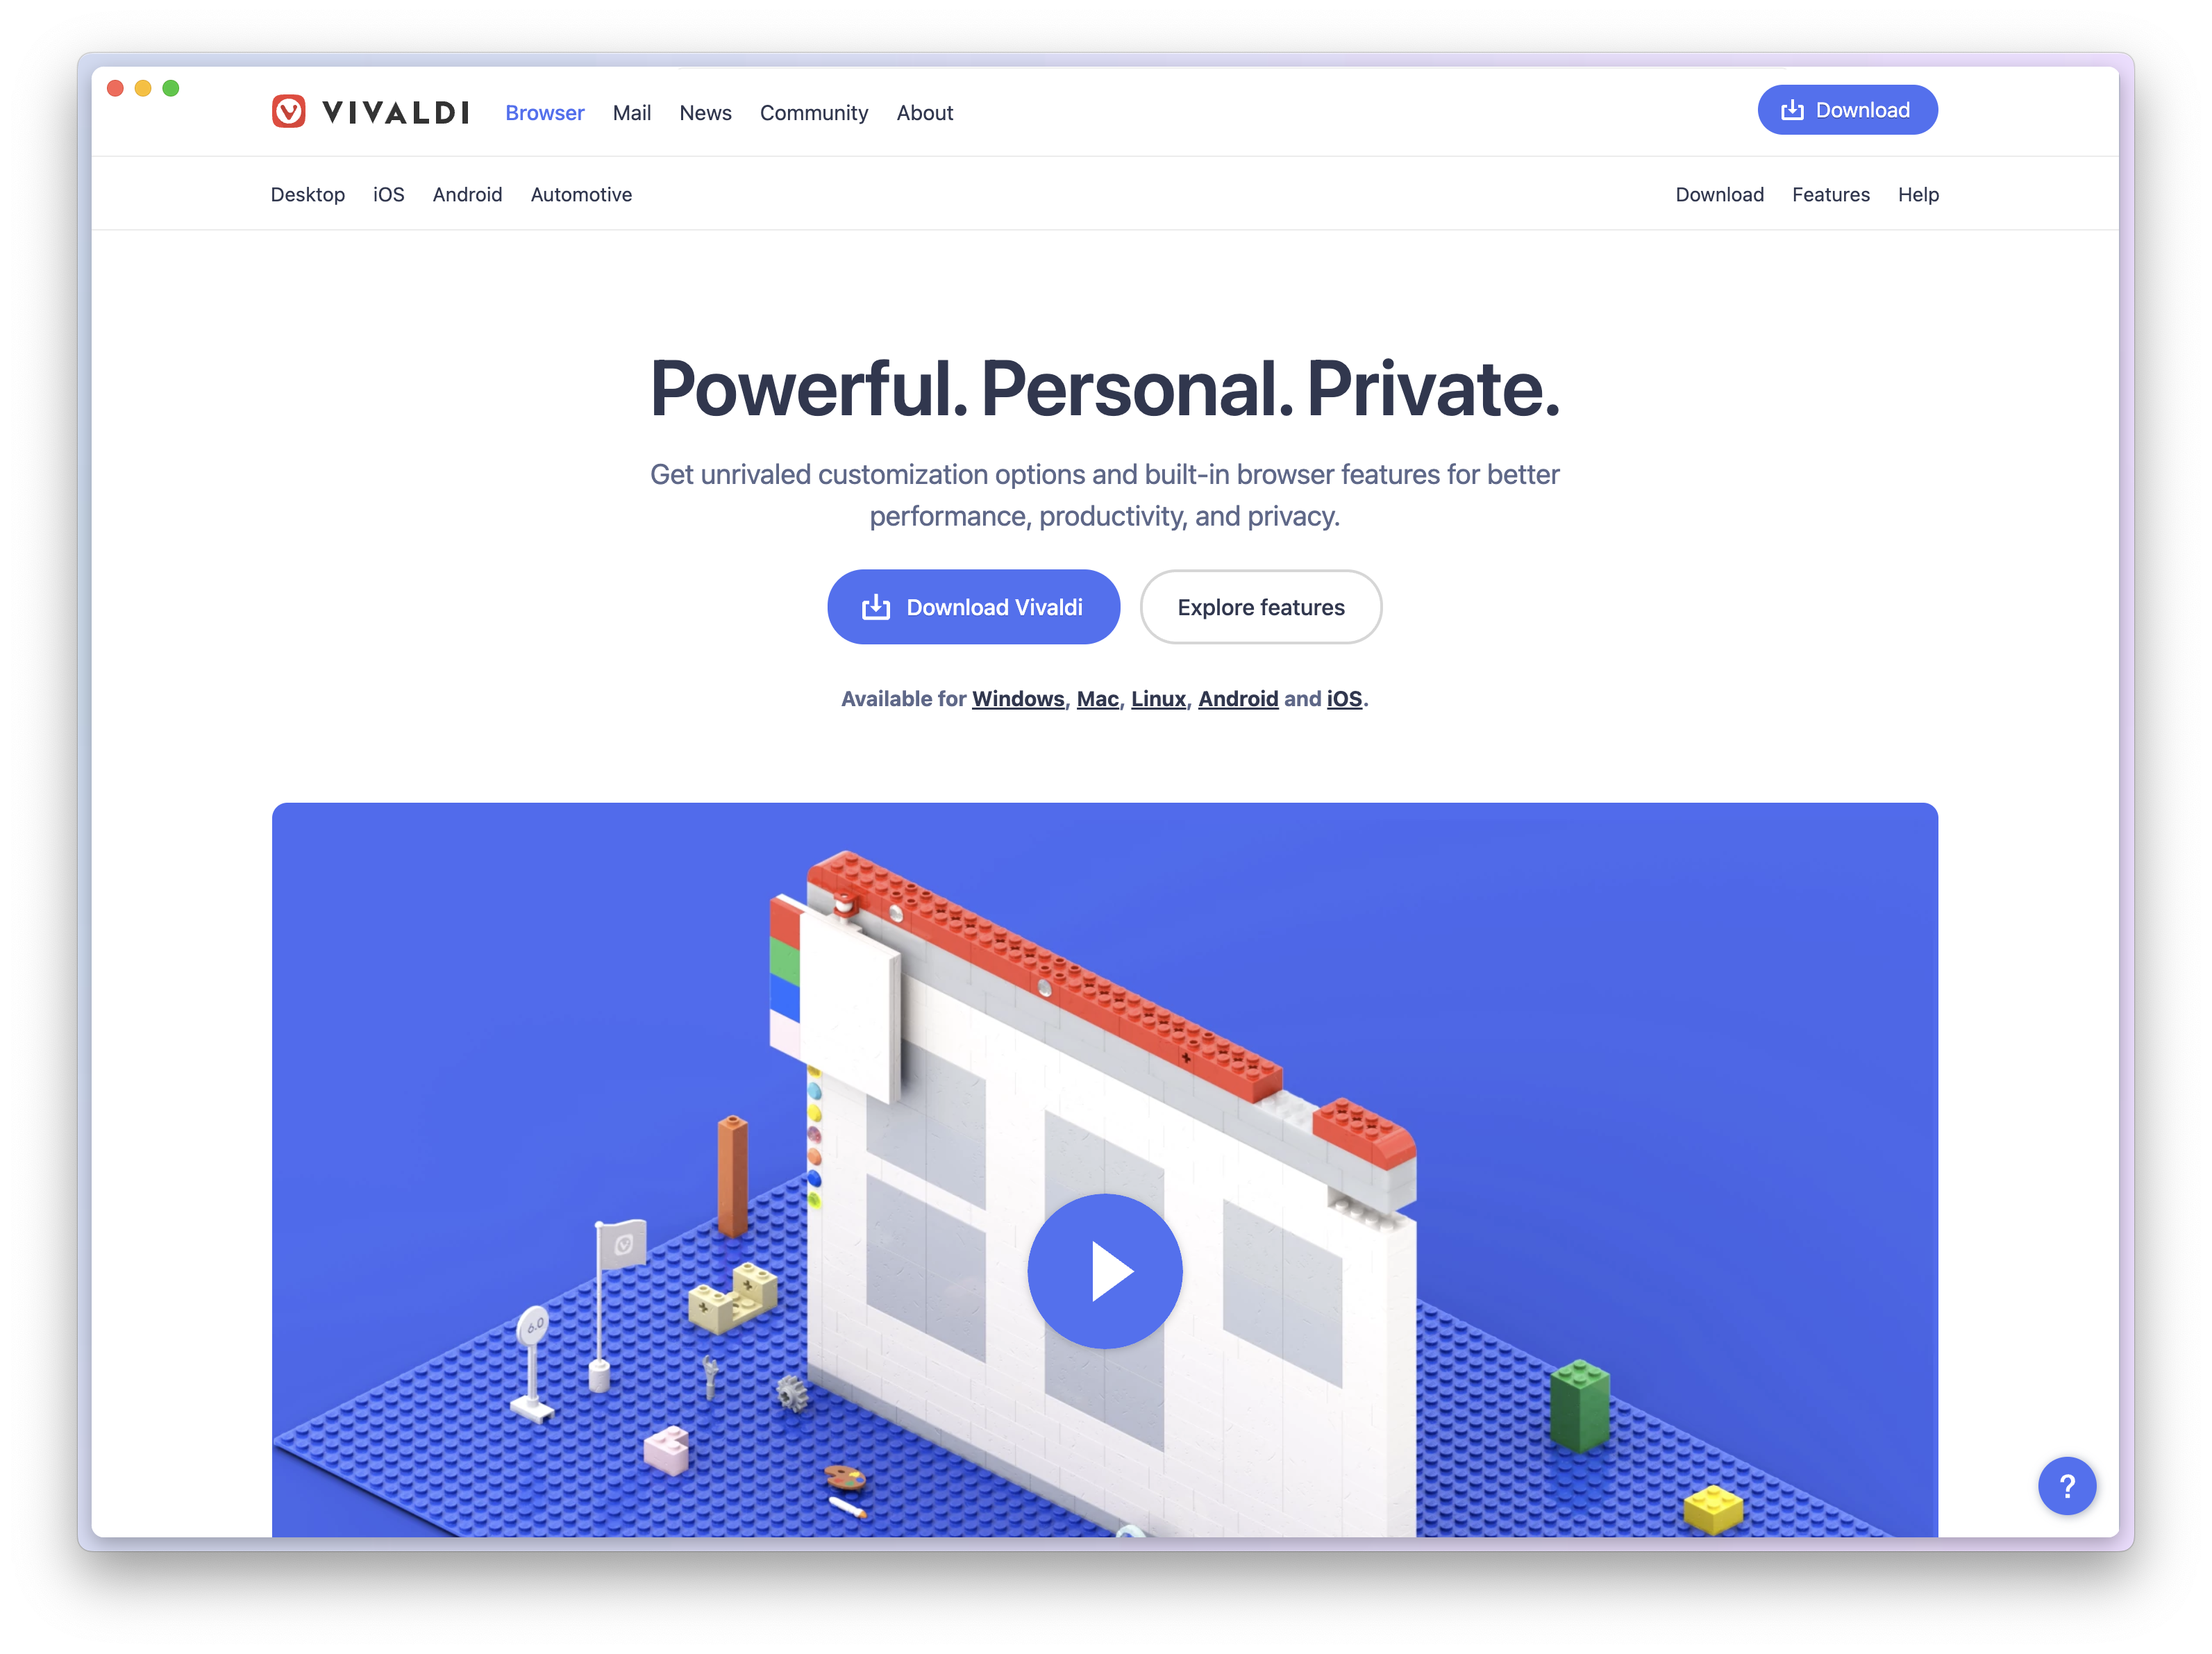 VIVALDI Browser Mail News Community About Download
Desktop iOS Android Automotive Download Features Help
Powerful. Personal. Private.
Get unrivaled customization options and built-in browser features for better
performance, productivity, and privacy.
Download Vivaldi Explore features
Available for Windows, Mac, Linux, Android and iOS.
6.0
?